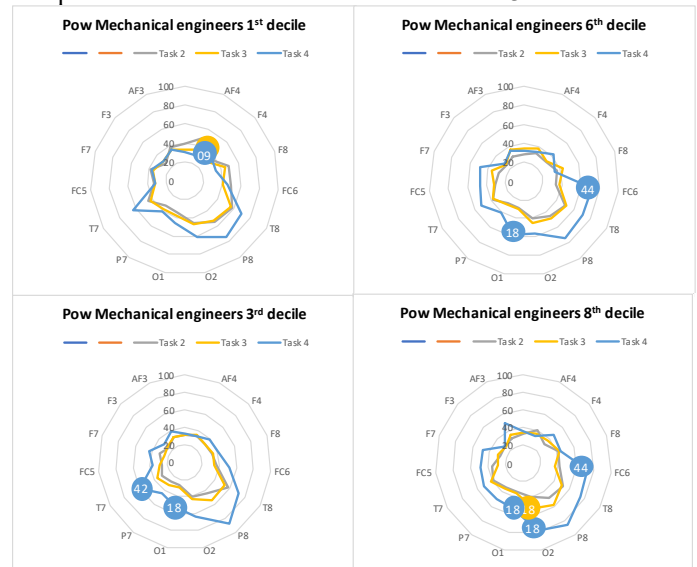 Pow Mechanical engineers 1st decile
Task 2 Task 3 Task 4
100
80
60
40
20
0
AF3
AF4
F3
F4
F7
F8
FC5
FC6
T7
T8
P7
P8
O1
O2
09
Pow Mechanical engineers 6th decile
Task 2 Task 3 Task 4
100
80
60
40
20
0
AF3
AF4
F3
F4
F7
F8
FC5
FC6
T7
T8
P7
P8
O1
O2
44
18
Pow Mechanical engineers 3rd decile
Task 2 Task 3 Task 4
100
80
60
40
20
0
AF3
AF4
F3
F4
F7
F8
FC5
FC6
T7
T8
P7
P8
O1
O2
42
18
Pow Mechanical engineers 8th decile
Task 2 Task 3 Task 4
100
80
60
40
20
0
AF3
AF4
F3
F4
F7
F8
FC5
FC6
T7
T8
P7
P8
O1
O2
44
18
18